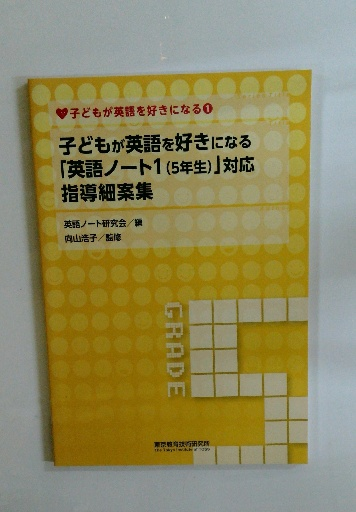 子どもが英語を好きになる1
子どもが英語を好きになる
「英語ノート1(5年生)」対応
指導細案集
英語ノート研究会/編
向山浩子/監修
GRADE
5
東京教育技術研究所